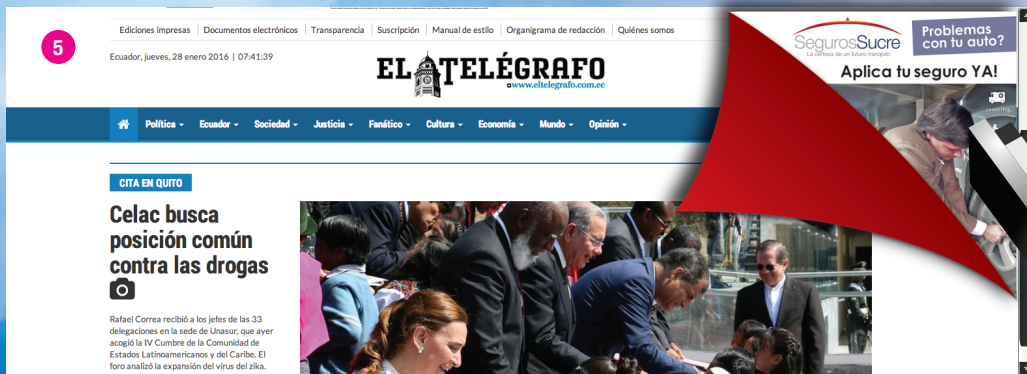 Ediciones impresas | Documentos electrónicos | Transparencia | Suscripción | Manual de estilo | Organigrama de redacción | Quiénes somos
5
Ecuador, jueves, 28 enero 2016 | 07:41:39
EL TELÉGRAFO
www.eltelegrafo.com.ec
SegurosSucre
La certeza de un futuro tranquilo
Problemas
con tu auto?
Aplica tu seguro YA!
Política Ecuador Sociedad Justicia Fanático Cultura Economía Mundo Opinión
CITA EN QUITO
Celac busca
posición común
contra las drogas
Rafael Correa recibió a los jefes de las 33
delegaciones en la sede de Unasur, que ayer
acogió la IV Cumbre de la Comunidad de
Estados Latinoamericanos y del Caribe. El
foro analizó la expansión del virus del zika.